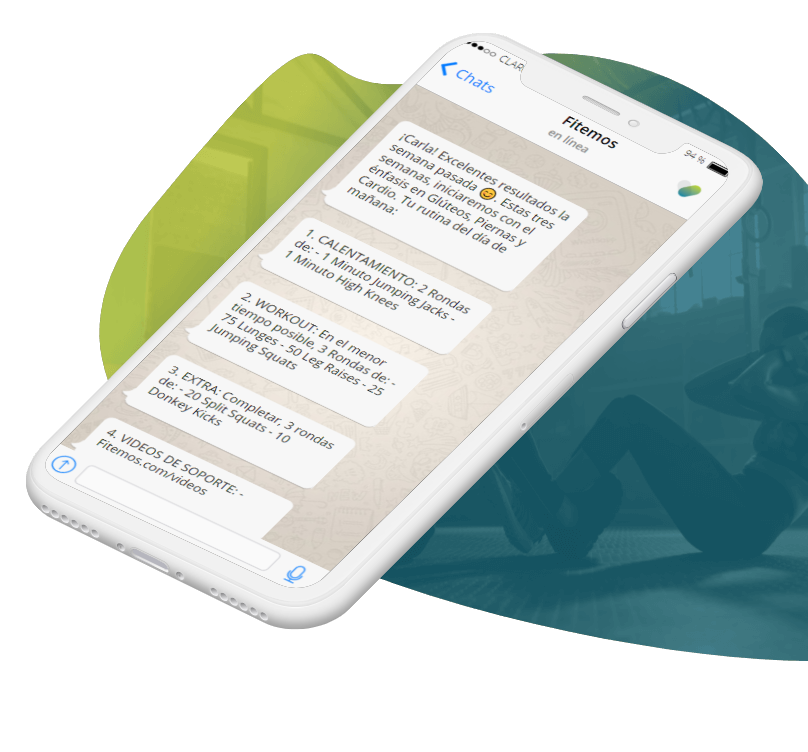 CLAR
94 %
Chats
Fitemos
en línea
¡Carla! Excelentes resultados la
semana pasada 😊. Estas tres
semanas, iniciaremos con el
énfasis en Glúteos, Piernas y
Cardio. Tu rutina del día de
mañana:
1. CALENTAMIENTO: 2 Rondas
de: - 1 Minuto Jumping Jacks -
1 Minuto High Knees
2. WORKOUT: En el menor
tiempo posible, 3 Rondas de: -
75 Lunges - 50 Leg Raises - 25
Jumping Squats
3. EXTRA: Completar, 3 rondas
de: - 20 Split Squats - 10
Donkey Kicks
4. VIDEOS DE SOPORTE: -
Fitemos.com/videos